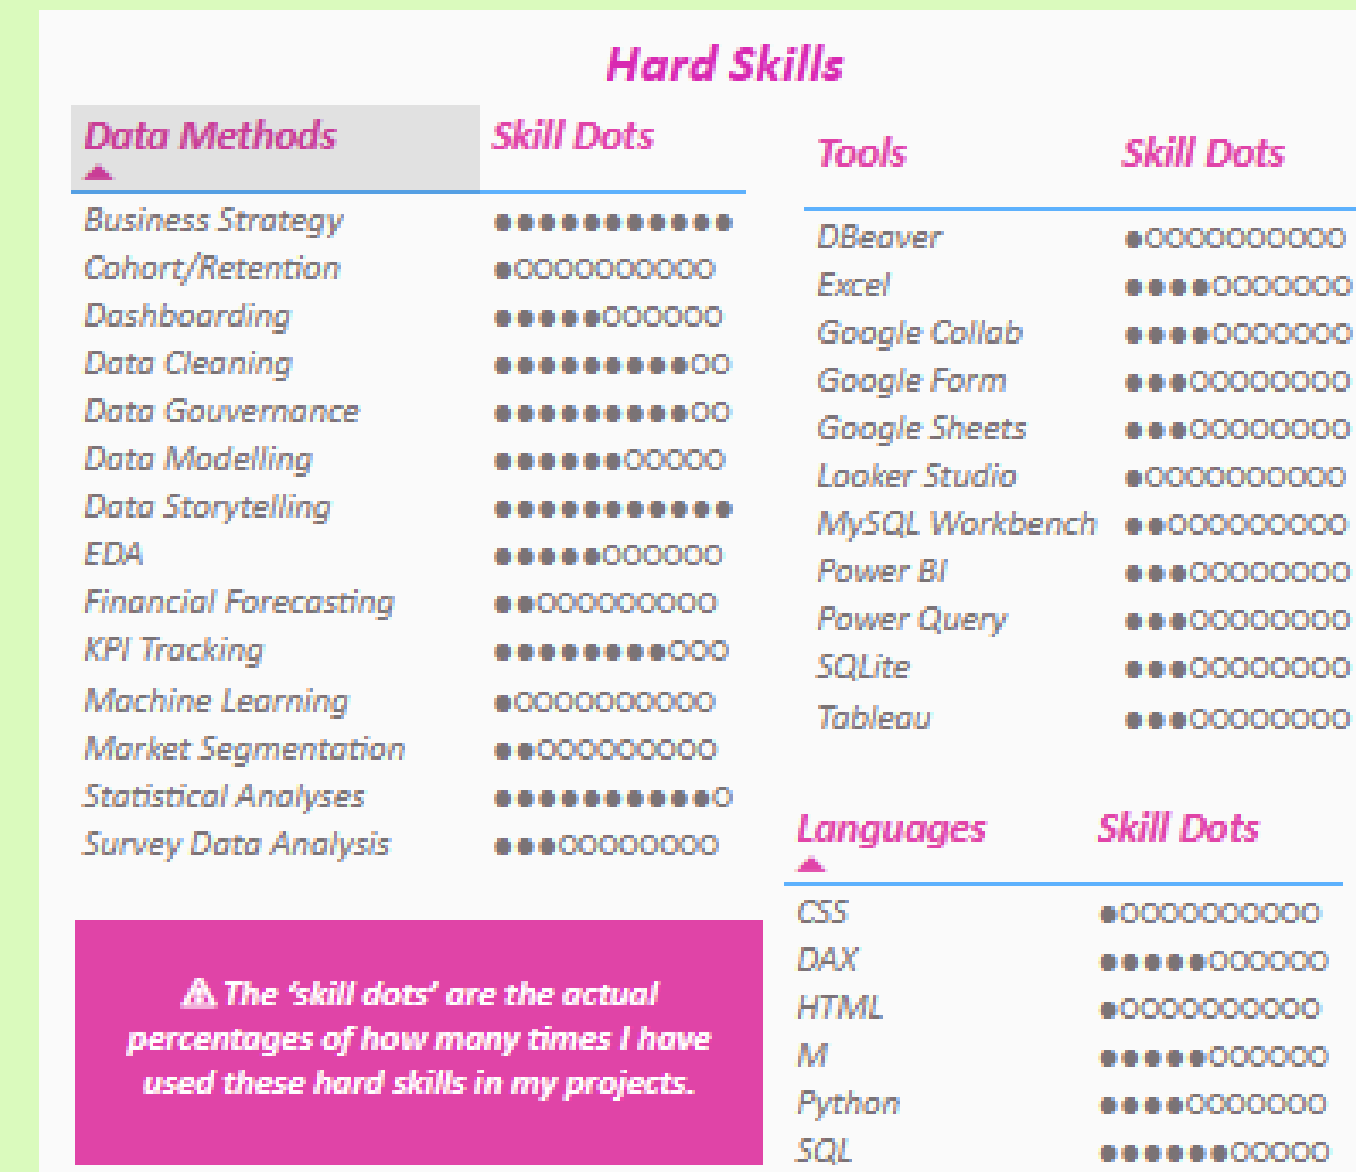 Hard Skills
Data Methods Skill Dots
Business Strategy ●●●●●●●●●●●
Cohort/Retention ●○○○○○○○○○○
Dashboarding ●●●●●○○○○○○
Data Cleaning ●●●●●●●●●○○
Data Gouvernance ●●●●●●●●●○○
Data Modelling ●●●●●●○○○○○
Data Storytelling ●●●●●●●●●●●
EDA ●●●●●○○○○○○
Financial Forecasting ●●○○○○○○○○○
KPI Tracking ●●●●●●●●○○○
Machine Learning ●○○○○○○○○○○
Market Segmentation ●●○○○○○○○○○
Statistical Analyses ●●●●●●●●●●○
Survey Data Analysis ●●●○○○○○○○○
Tools Skill Dots
DBeaver ●○○○○○○○○○○
Excel ●●●●○○○○○○○
Google Collab ●●●●○○○○○○○
Google Form ●●●○○○○○○○○
Google Sheets ●●●○○○○○○○○
Looker Studio ●○○○○○○○○○○
MySQL Workbench ●●○○○○○○○○○
Power BI ●●●○○○○○○○○
Power Query ●●●○○○○○○○○
SQLite ●●●○○○○○○○○
Tableau ●●●○○○○○○○○
Languages Skill Dots
CSS ●○○○○○○○○○○
DAX ●●●●●○○○○○○
HTML ●○○○○○○○○○○
M ●●●●●○○○○○○
Python ●●●●○○○○○○○
SQL ●●●●●●○○○○○
⚠ The ‘skill dots’ are the actual
percentages of how many times I have
used these hard skills in my projects.